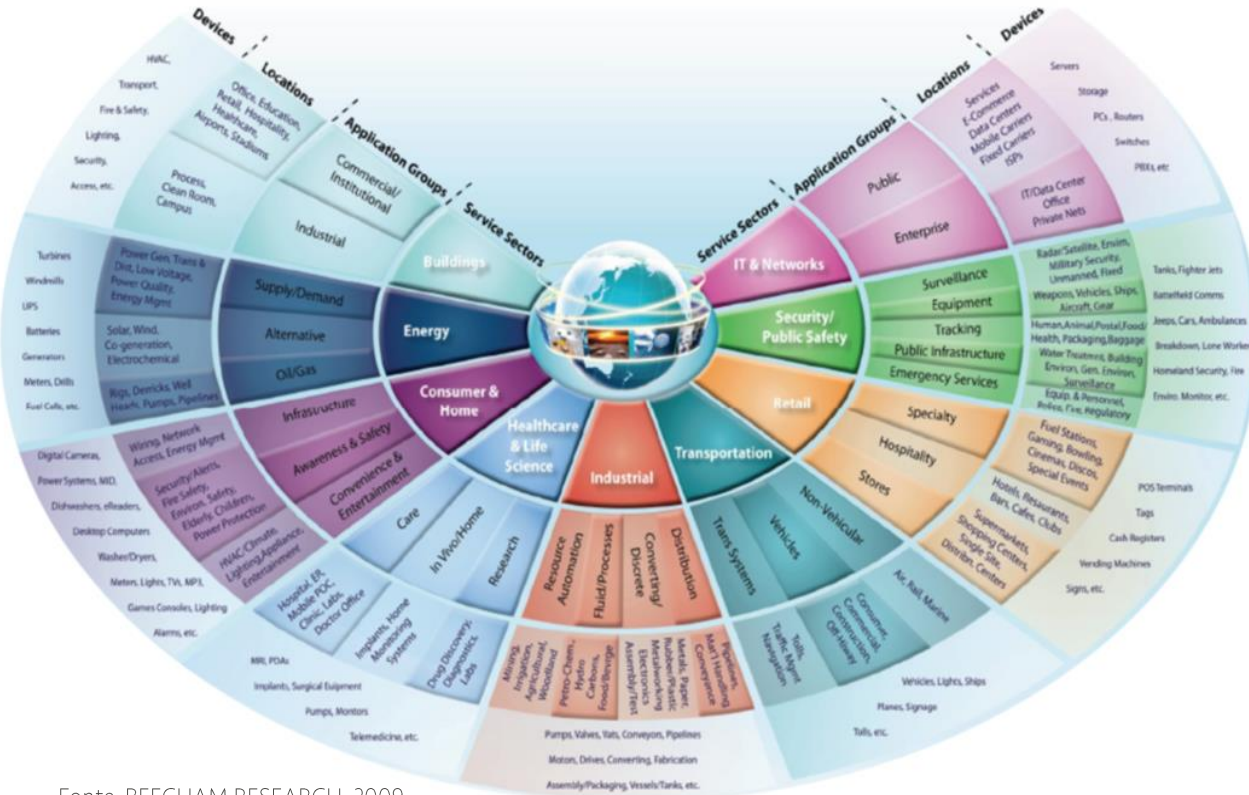 Devices
Locations
Application Groups
Service Sectors
HVAC,
Transport,
Fire & Safety,
Lighting,
Security,
Access, etc.
Office, Education,
Retail, Hospitality,
Healthcare,
Airports, Stadiums
Process,
Clean Room,
Campus
Commercial/
Institutional
Industrial
Buildings
Turbines
Windmills
UPS
Batteries
Generators
Meters, Drills
Fuel Cells, etc.
Power Gen, Trans &
Dist, Low Voltage,
Power Quality,
Energy Mgmt
Solar, Wind,
Co-generation,
Electrochemical
Rigs, Derricks, Well
Heads, Pumps, Pipelines
Supply/Demand
Alternative
Oil/Gas
Energy
Digital Cameras,
Power Systems, MID,
Dishwashers, eReaders,
Desktop Computers
Washer/Dryers,
Meters, Lights, TVs, MP3,
Games Consoles, Lighting
Alarms, etc.
Wiring, Network
Access, Energy Mgmt
Security/Alerts,
Fire Safety,
Environ. Safety,
Elderly, Children,
Power Protection
HVAC/Climate,
Lighting, Appliance,
Entertainment
Infrastructure
Awareness & Safety
Convenience &
Entertainment
Consumer &
Home
MRI, PDAs
Implants, Surgical Euipment
Pumps, Monitors
Telemedicine, etc.
Hospital, ER,
Mobile POC,
Clinic, Labs,
Doctor Office
Implants, Home
Monitoring
Systems
Drug Discovery,
Diagnostics,
Labs
Care
In Vivo/Home
Research
Healthcare
& Life
Science
Industrial
Resource
Automation
Fluid/Processes
Converting/
Discrete
Distribution
Mining,
Irrigation,
Agricultural,
Woodland
Petro-Chem,
Hydro
Carbons,
Food/Bevrge
Metals, Paper,
Rubber/Plastic
Metalworking
Electronics
Assembly/Test
Pipelines,
Mat'l Handling
Conveyance
Pumps, Valves, Vats, Conveyors, Pipelines
Motors, Drives, Converting, Fabrication
Assembly/Packaging, Vessels/Tanks, etc.
Transportation
Trans Systems
Vehicles
Non-Vehicular
Tolls,
Traffic Mgmt
Navigation
Consumer,
Commercial,
Construction,
Off-Hiway
Air, Rail, Marine
Vehicles, Lights, Ships
Planes, Signage
Tolls, etc.
Retail
Specialty
Hospitality
Stores
Fuel Stations,
Gaming, Bowling,
Cinemas, Discos,
Special Events
Hotels, Resaurants,
Bars, Cafes, Clubs
Supermarkets,
Shopping Centers,
Single Site,
Distribn. Centers
POS Terminals
Tags
Cash Registers
Vending Machines
Signs, etc.
Security/
Public Safety
Surveillance
Equipment
Tracking
Public Infrastructure
Emergency Services
Radar/Satellite, Envirn,
Military Security,
Unmanned, Fixed
Weapons, Vehicles, Ships,
Aircraft, Gear
Human,Animal,Postal,Food/
Health, Packaging,Baggage
Water Treatmnt, Building
Environ, Gen. Environ,
Surveillance
Equip. & Personnel,
Police, Fire, Regulatory
Tanks, Fighter Jets
Battelfield Comms
Jeeps, Cars, Ambulances
Breakdown, Lone Worker
Homeland Security, Fire
Enviro. Monitor, etc.
IT & Networks
Public
Enterprise
Services
E-Commerce
Data Centers
Mobile Carriers
Fixed Carriers
ISPs
IT/Data Center
Office
Private Nets
Servers
Storage
PCs, Routers
Switches
PBXs, etc
Service Sectors
Application Groups
Locations
Devices